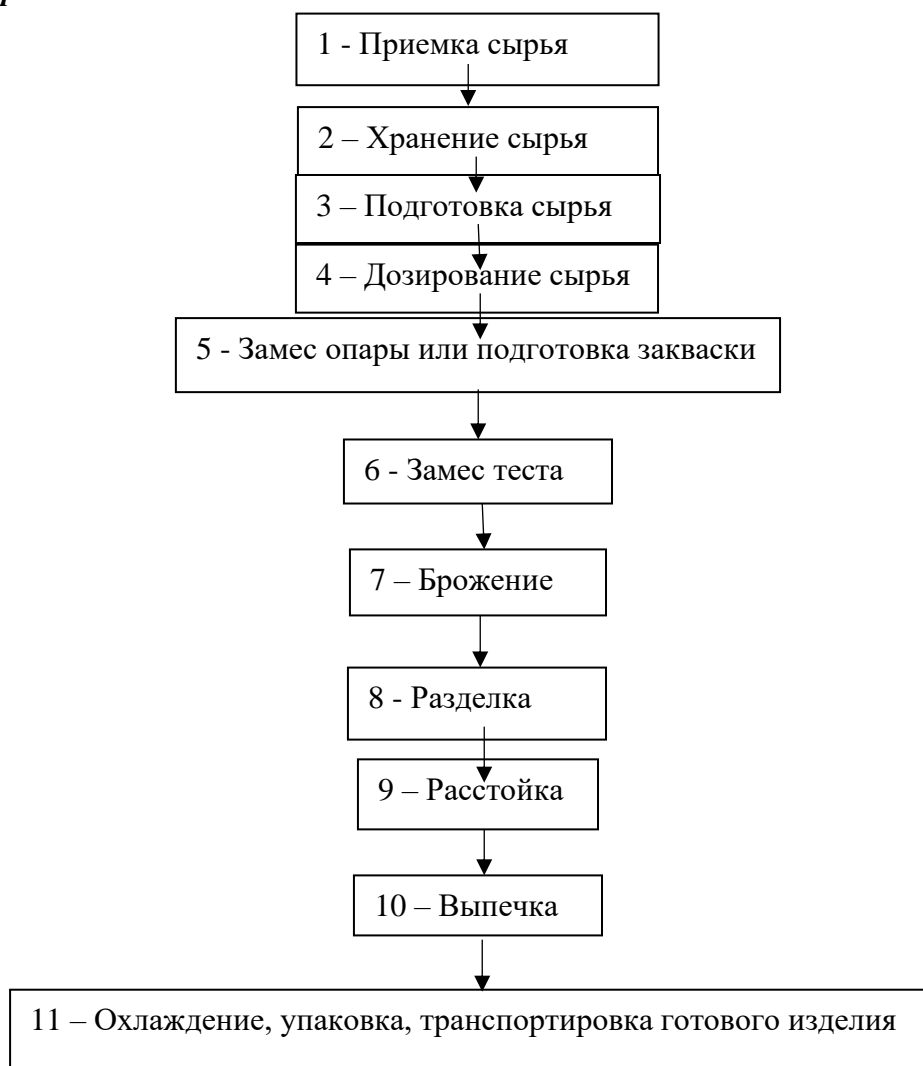 1 - Приемка сырья
2 – Хранение сырья
3 – Подготовка сырья
4 – Дозирование сырья
5 - Замес опары или подготовка закваски
6 - Замес теста
7 – Брожение
8 - Разделка
9 – Расстойка
10 – Выпечка
11 – Охлаждение, упаковка, транспортировка готового изделия